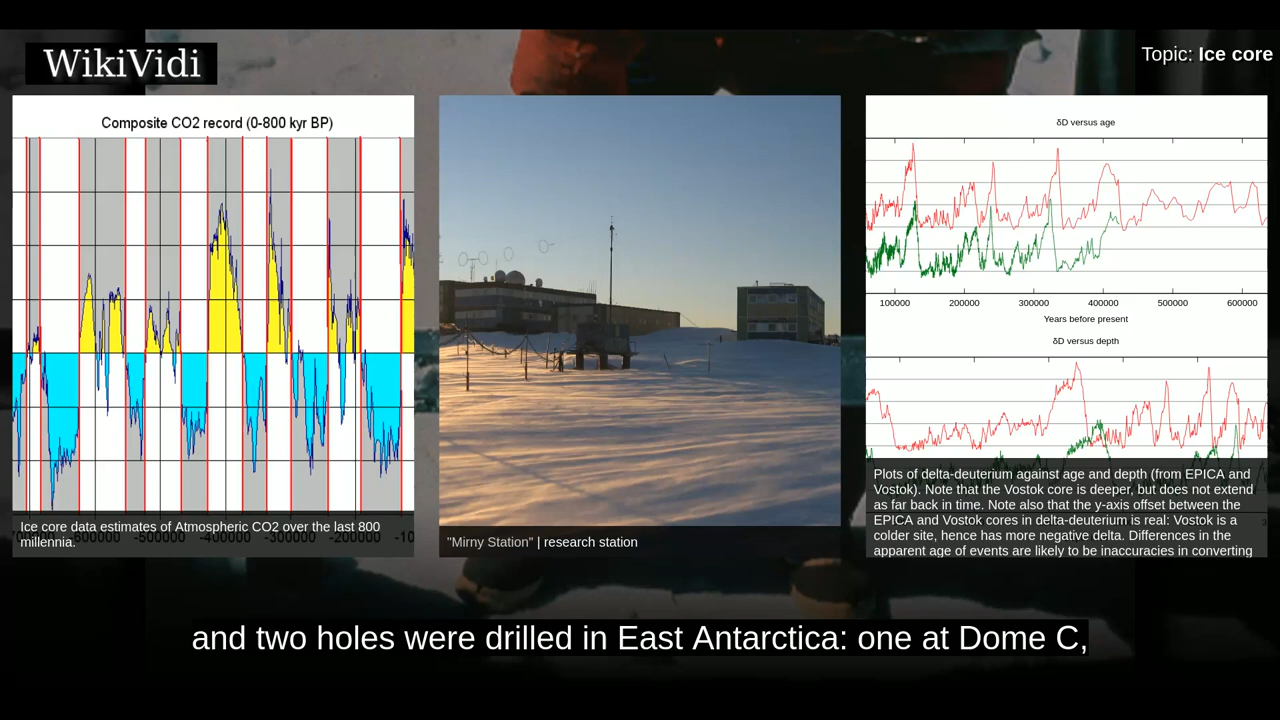 WikiVidi
Topic: Ice core
Composite CO2 record (0-800 kyr BP)
-600000 -500000 -400000 -300000 -200000
Ice core data estimates of Atmospheric CO2 over the last 800
millennia.
"Mirny Station" | research station
δD versus age
100000 200000 300000 400000 500000 600000
Years before present
δD versus depth
Plots of delta-deuterium against age and depth (from EPICA and
Vostok). Note that the Vostok core is deeper, but does not extend
as far back in time. Note also that the y-axis offset between the
EPICA and Vostok cores in delta-deuterium is real: Vostok is a
colder site, hence has more negative delta. Differences in the
apparent age of events are likely to be inaccuracies in converting
and two holes were drilled in East Antarctica: one at Dome C,